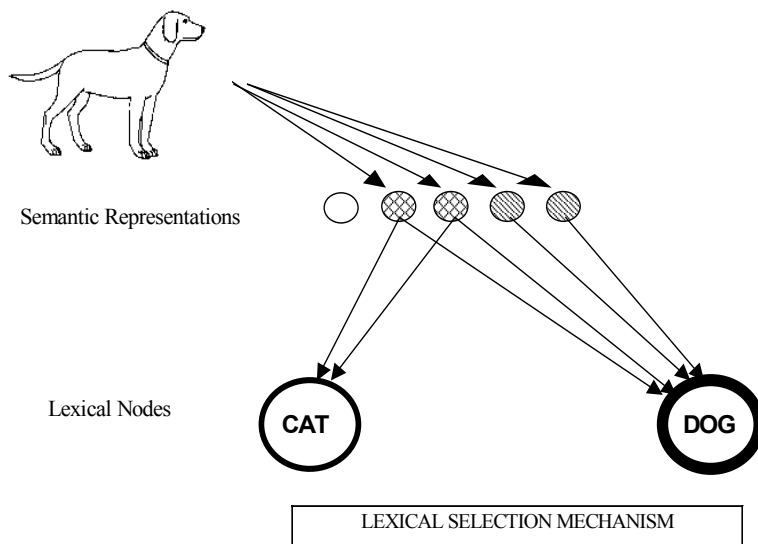 Semantic Representations
Lexical Nodes
CAT
DOG
LEXICAL SELECTION MECHANISM